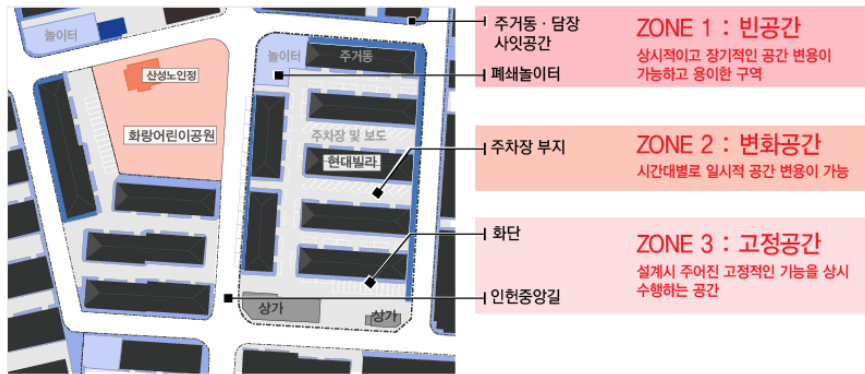 놀이터
산성노인정
화랑어린이공원
놀이터
주거동
주차장 및 보도
현대빌라
상가
상가
주거동 · 담장
사잇공간
폐쇄놀이터
주차장 부지
화단
인헌중앙길
ZONE 1 : 빈공간
상시적이고 장기적인 공간 변용이
가능하고 용이한 구역
ZONE 2 : 변화공간
시간대별로 일시적 공간 변용이 가능
ZONE 3 : 고정공간
설계시 주어진 고정적인 기능을 상시
수행하는 공간